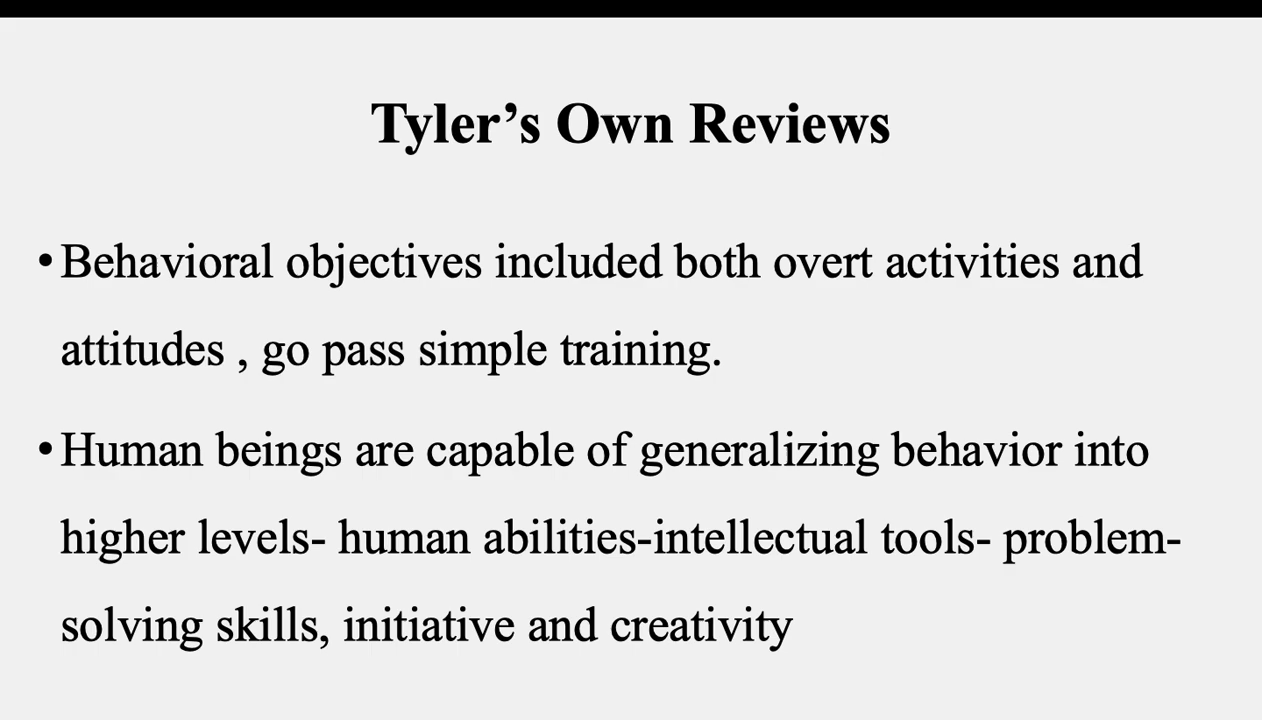 Tyler’s Own Reviews
• Behavioral objectives included both overt activities and
attitudes , go pass simple training.
• Human beings are capable of generalizing behavior into
higher levels- human abilities-intellectual tools- problem-
solving skills, initiative and creativity